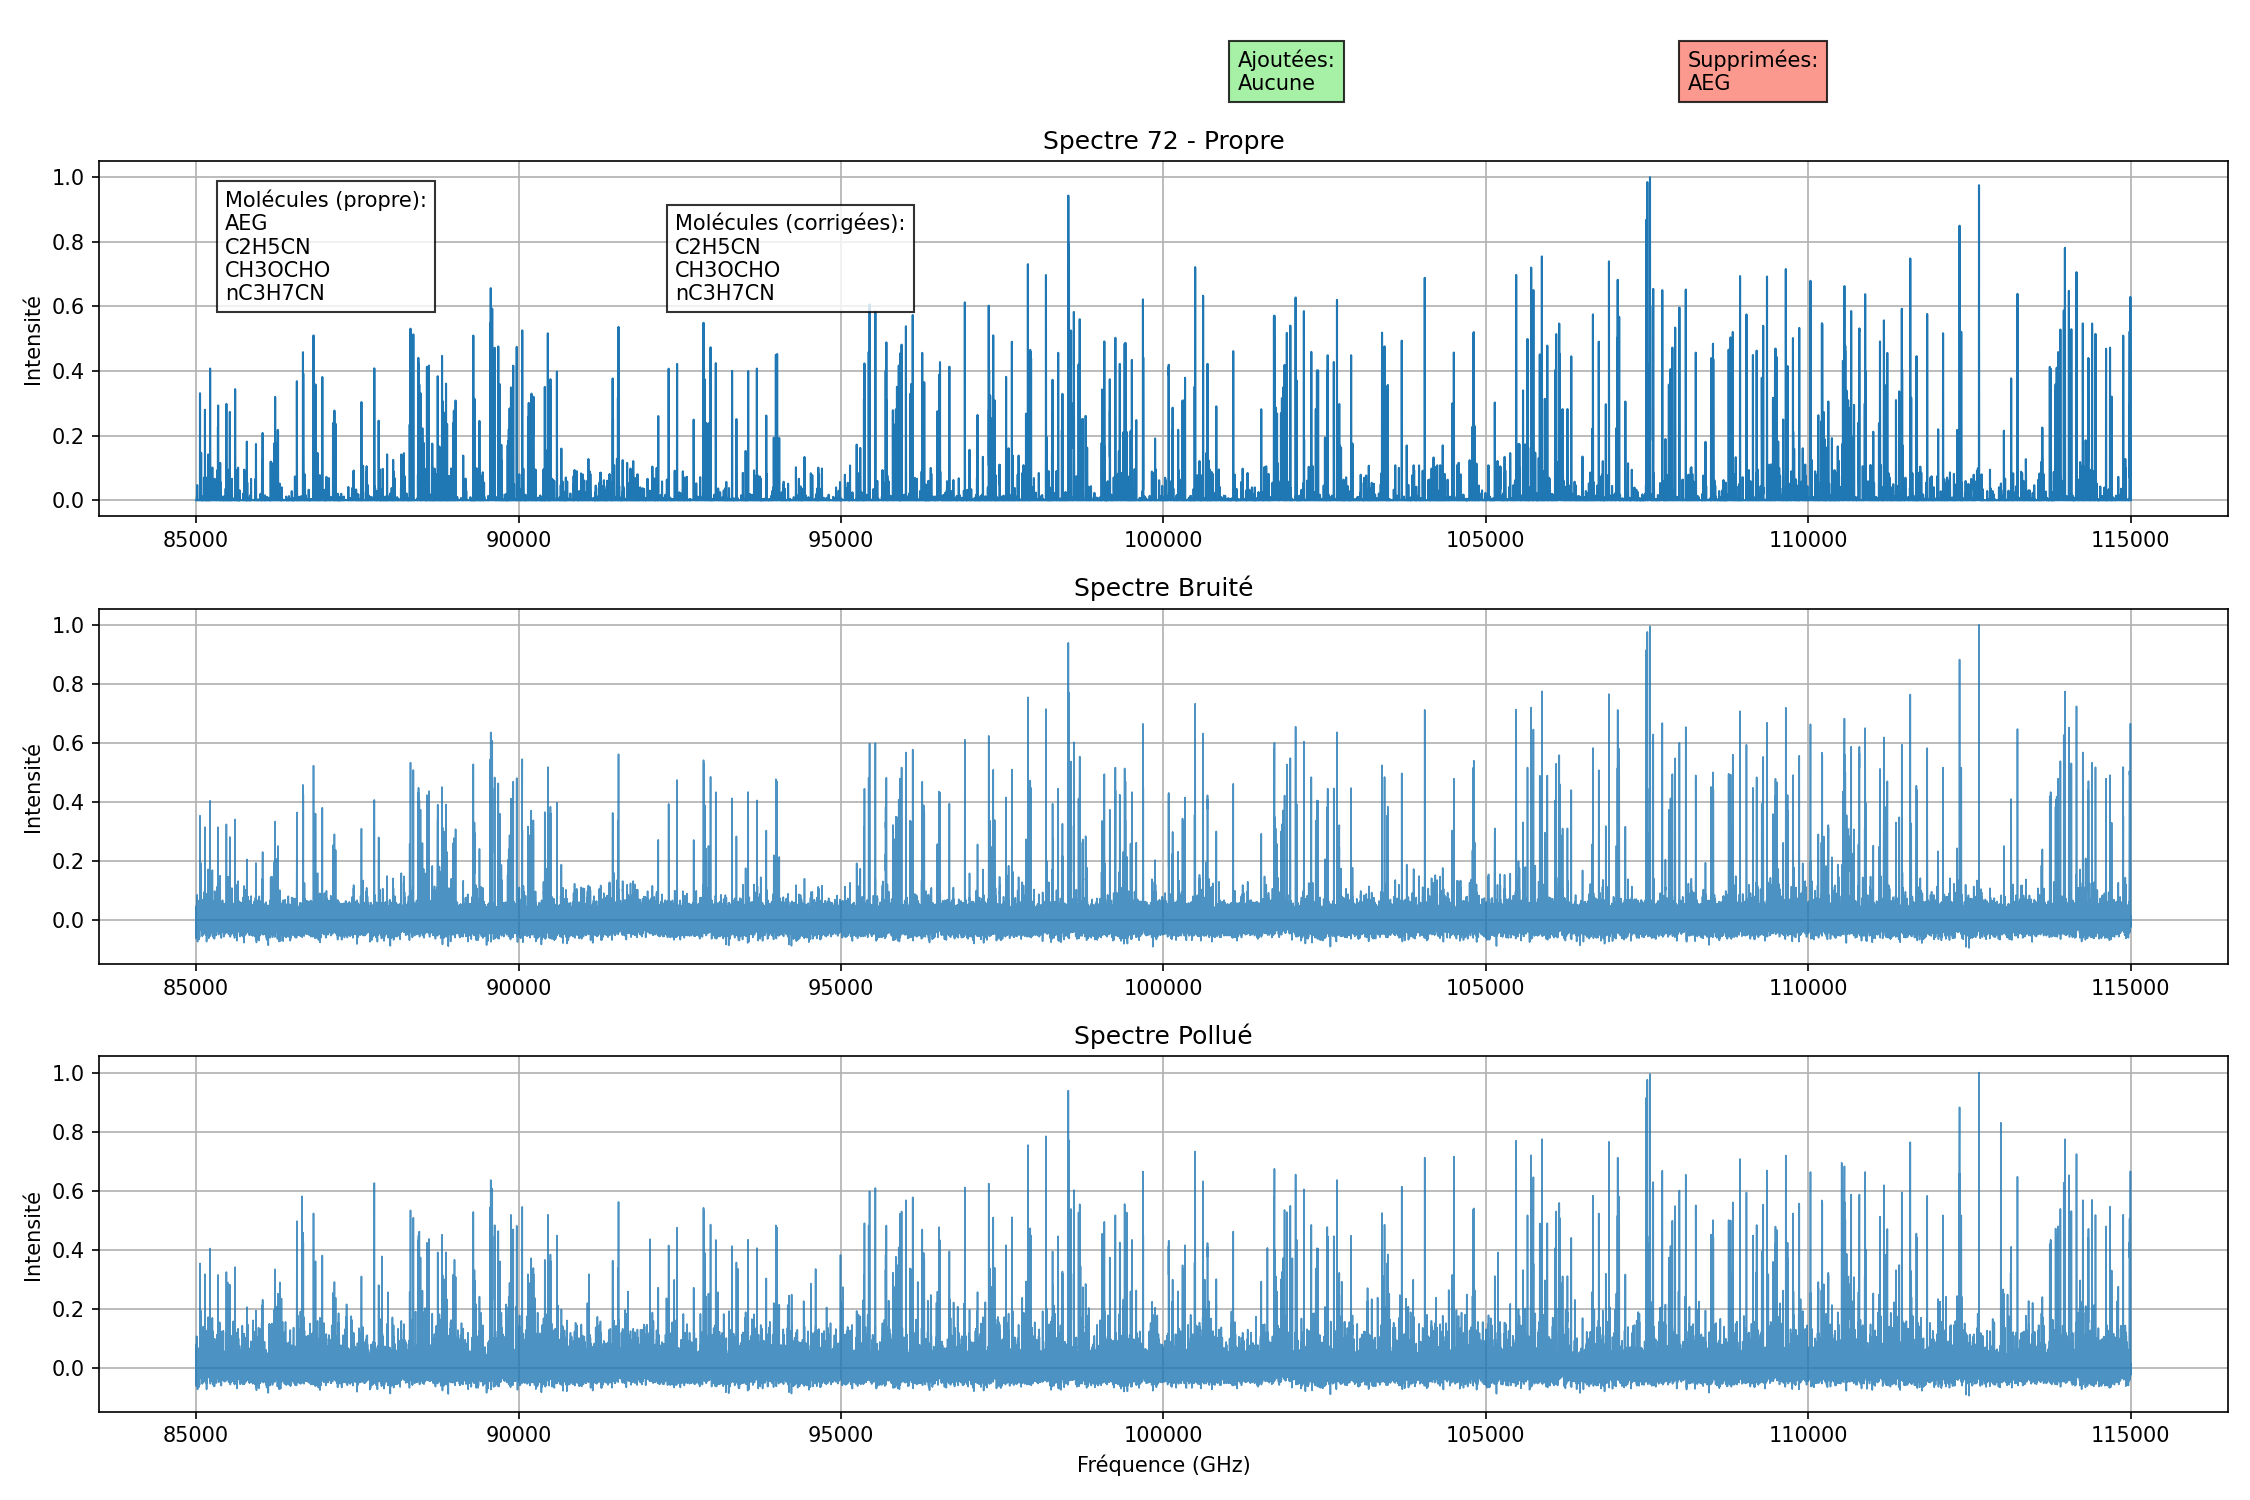 Ajoutées:
Aucune
Supprimées:
AEG
Spectre 72 - Propre
Molécules (propre):
AEG
C2H5CN
CH3OCHO
nC3H7CN
Molécules (corrigées):
C2H5CN
CH3OCHO
nC3H7CN
Intensité
1.0
0.8
0.6
0.4
0.2
0.0
85000 90000 95000 100000 105000 110000 115000
Spectre Bruité
Intensité
1.0
0.8
0.6
0.4
0.2
0.0
85000 90000 95000 100000 105000 110000 115000
Spectre Pollué
Intensité
1.0
0.8
0.6
0.4
0.2
0.0
85000 90000 95000 100000 105000 110000 115000
Fréquence (GHz)